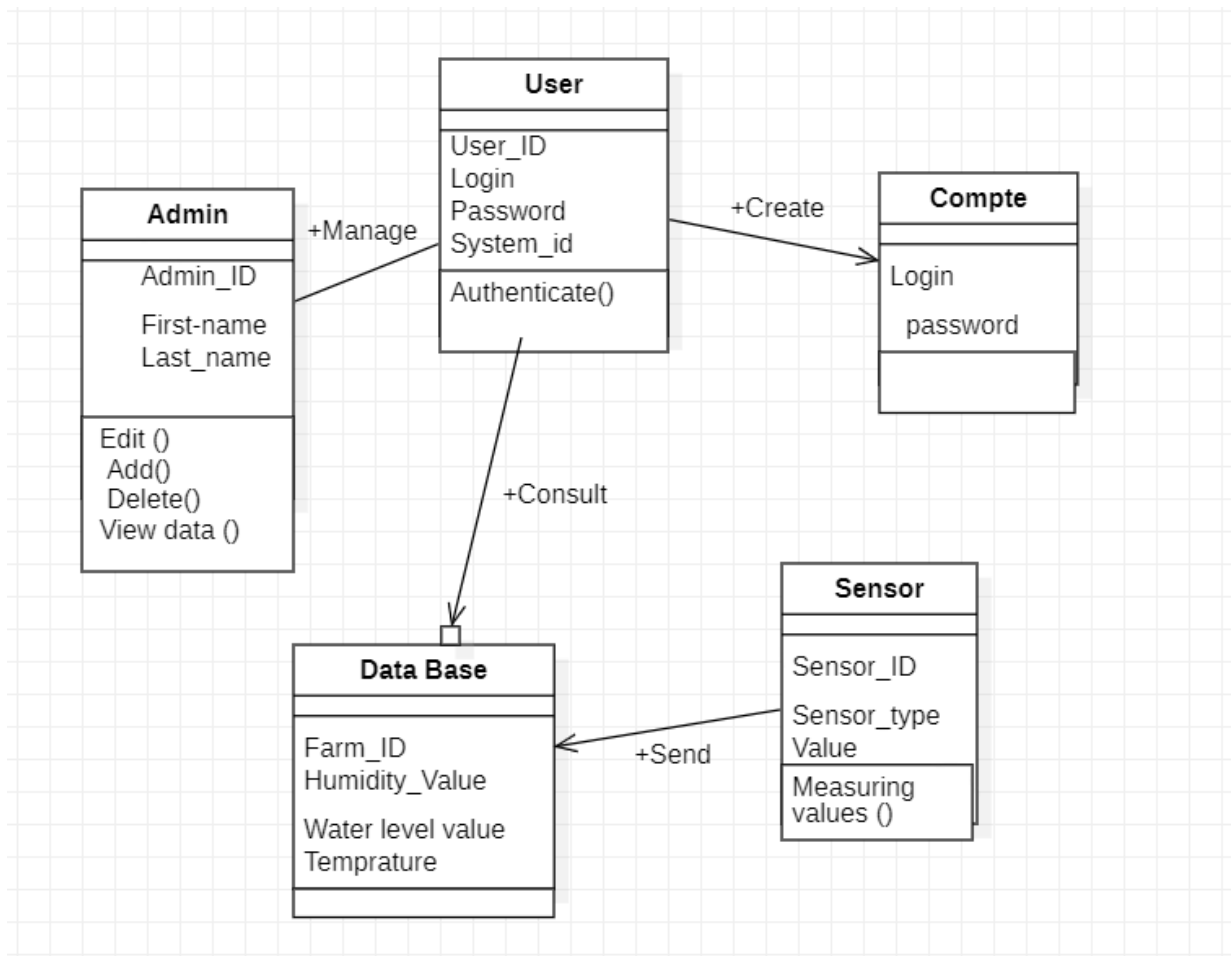 User
User_ID
Login
Password
System_id
Authenticate()
Admin
Admin_ID
First-name
Last_name
Edit ()
Add()
Delete()
View data ()
+Manage
+Create
Compte
Login
password
+Consult
Data Base
Farm_ID
Humidity_Value
Water level value
Temprature
+Send
Sensor
Sensor_ID
Sensor_type
Value
Measuring
values ()